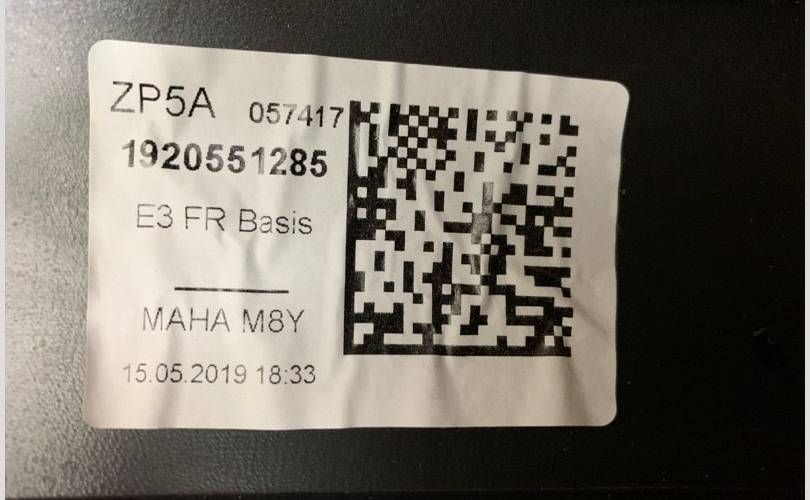 ZP5A 057417
1920551285
E3 FR Basis
MAHA M8Y
15.05.2019 18:33